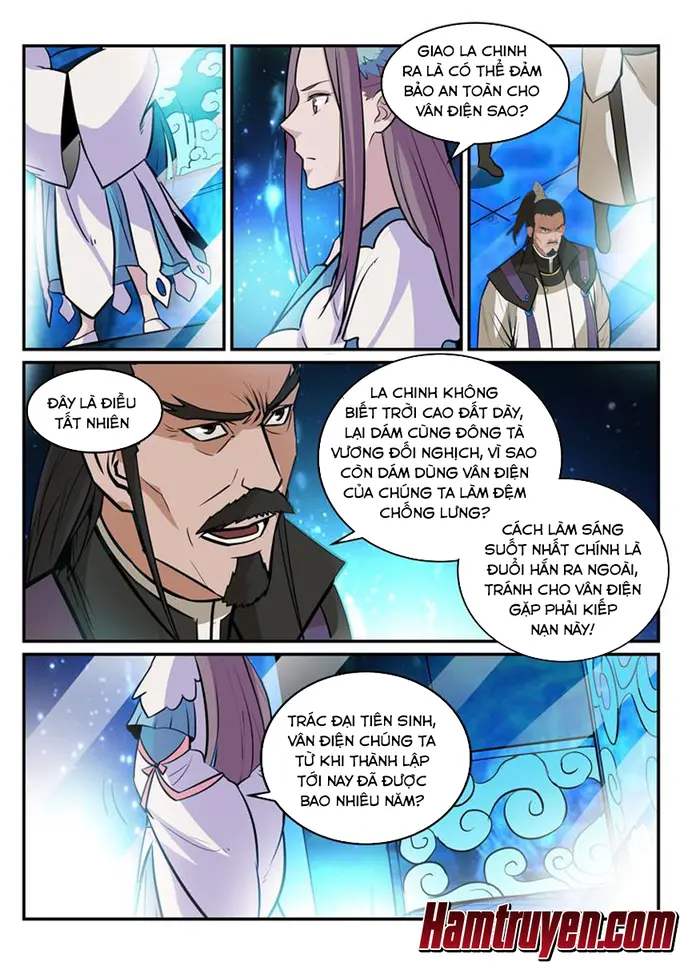 GIAO LA CHINH
RA LÀ CÓ THỂ ĐẢM
BẢO AN TOÀN CHO
VÂN ĐIỆN SAO?
ĐÂY LÀ ĐIỀU
TẤT NHIÊN
LA CHINH KHÔNG
BIẾT TRỜI CAO ĐẤT DÀY,
LẠI DÁM CÙNG ĐÔNG TÀ
VƯƠNG ĐỐI NGHỊCH, VÌ SAO
CÒN DÁM DÙNG VÂN ĐIỆN
CỦA CHÚNG TA LÀM ĐỆM
CHỐNG LƯNG?
CÁCH LÀM SÁNG
SUỐT NHẤT CHÍNH LÀ
ĐUỔI HẮN RA NGOÀI,
TRÁNH CHO VÂN ĐIỆN
GẶP PHẢI KIẾP
NẠN NÀY!
TRÁC ĐẠI TIÊN SINH,
VÂN ĐIỆN CHÚNG TA
TỪ KHI THÀNH LẬP
TỚI NAY ĐÃ ĐƯỢC
BAO NHIÊU NĂM?
Hamtruyen.com